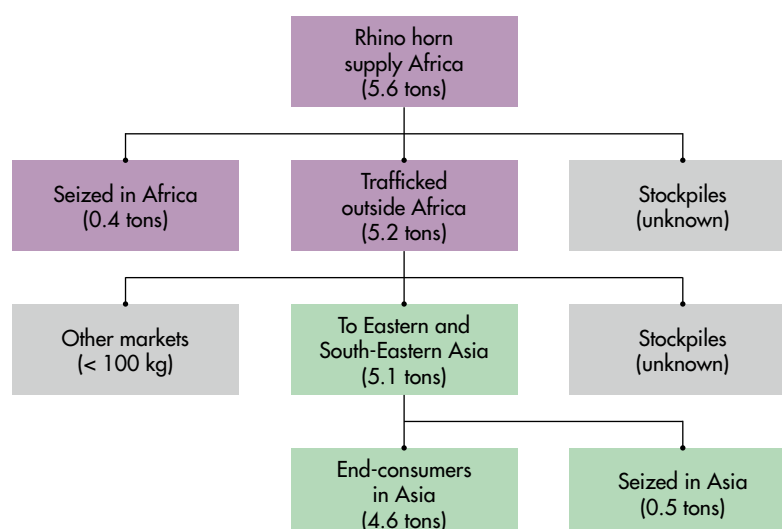 Rhino horn
supply Africa
(5.6 tons)
Seized in Africa
(0.4 tons)
Trafficked
outside Africa
(5.2 tons)
Stockpiles
(unknown)
Other markets
(< 100 kg)
To Eastern and
South-Eastern Asia
(5.1 tons)
Stockpiles
(unknown)
End-consumers
in Asia
(4.6 tons)
Seized in Asia
(0.5 tons)